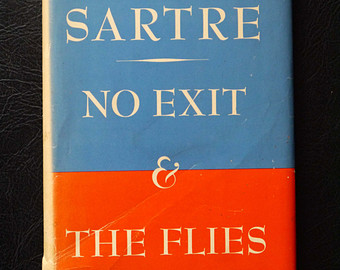 SARTRE
NO EXIT
&
THE FLIES